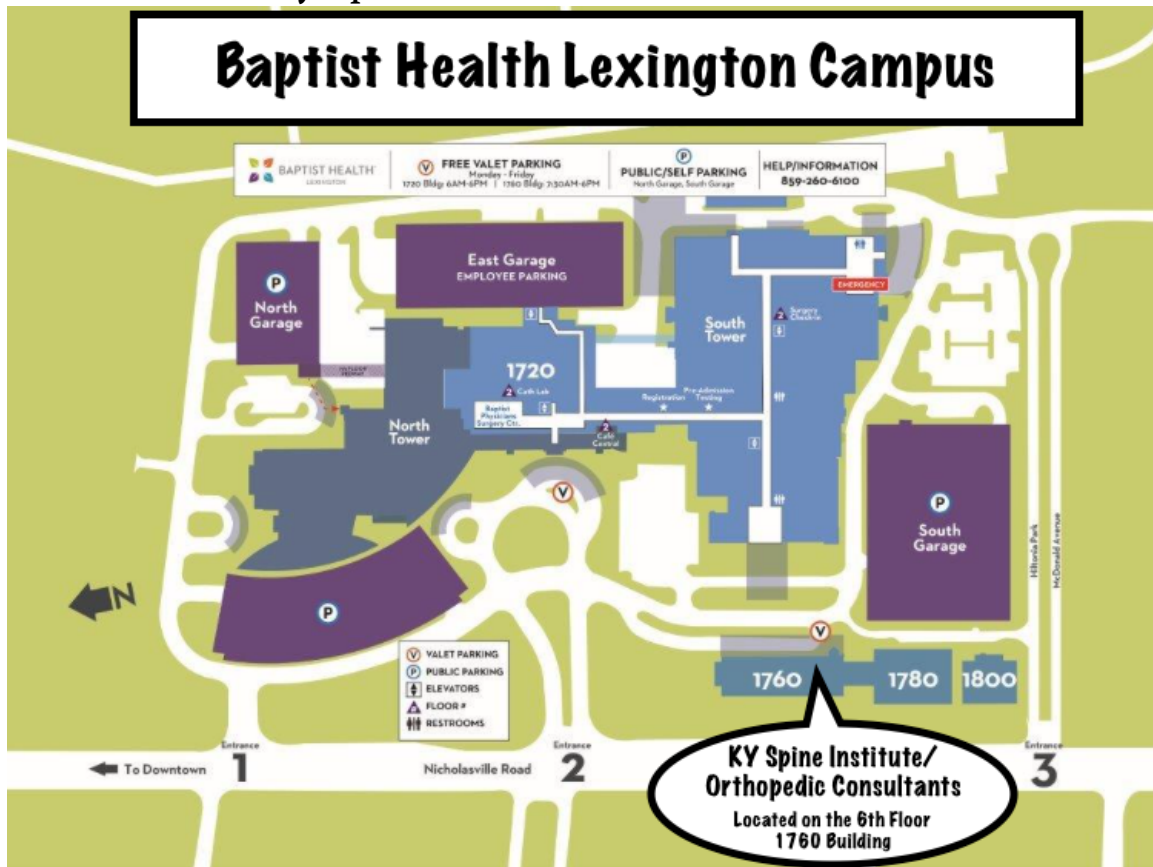 Baptist Health Lexington Campus
BAPTIST HEALTH
LEXINGTON
V FREE VALET PARKING
Monday - Friday
1720 Bldg: 6AM-6PM | 1760 Bldg: 7:30AM-6PM
P
PUBLIC/SELF PARKING
North Garage, South Garage
HELP/INFORMATION
859-260-6100
East Garage
EMPLOYEE PARKING
P
North
Garage
EMERGENCY
2 Surgery
Check-in
South
Tower
1720
2 Cath Lab
Registration
Pre-Admission
Testing
Baptist
Physicians
Surgery Ctr.
North
Tower
2
Café
Central
V
P
South
Garage
Hiltonia Park
McDonald Avenue
N
P
V VALET PARKING
P PUBLIC PARKING
ELEVATORS
FLOOR #
RESTROOMS
V
1760
1780
1800
Entrance
1
Entrance
2
Entrance
3
To Downtown
Nicholasville Road
KY Spine Institute/
Orthopedic Consultants
Located on the 6th Floor
1760 Building